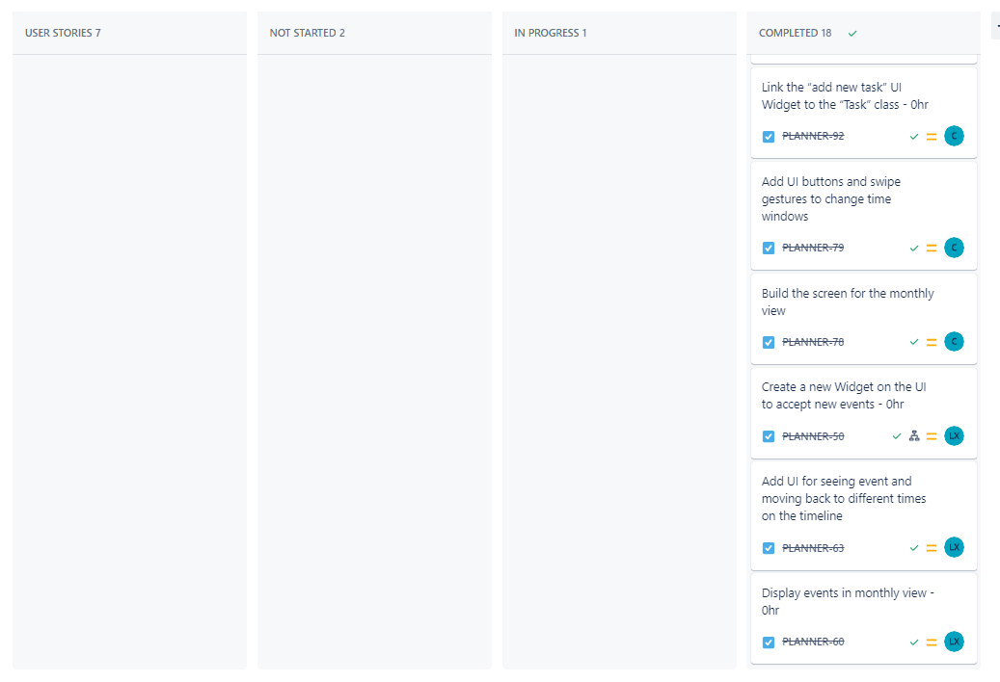 USER STORIES 7
NOT STARTED 2
IN PROGRESS 1
COMPLETED 18
Link the “add new task” UI
Widget to the “Task” class - 0hr
PLANNER-92
C
Add UI buttons and swipe
gestures to change time
windows
PLANNER-79
C
Build the screen for the monthly
view
PLANNER-78
C
Create a new Widget on the UI
to accept new events - 0hr
PLANNER-50
LX
Add UI for seeing event and
moving back to different times
on the timeline
PLANNER-63
LX
Display events in monthly view -
0hr
PLANNER-60
LX